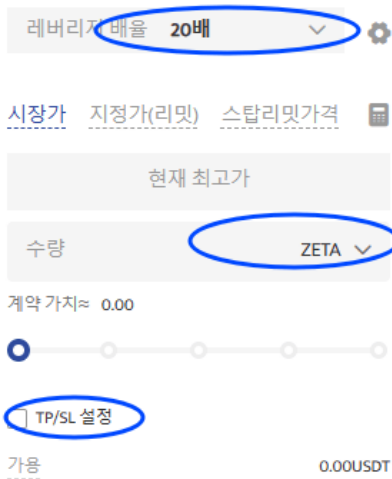 레버리지 배율 20배
시장가 지정가(리밋) 스탑리밋가격
현재 최고가
수량 ZETA
계약 가치≈ 0.00
TP/SL 설정
가용 0.00USDT